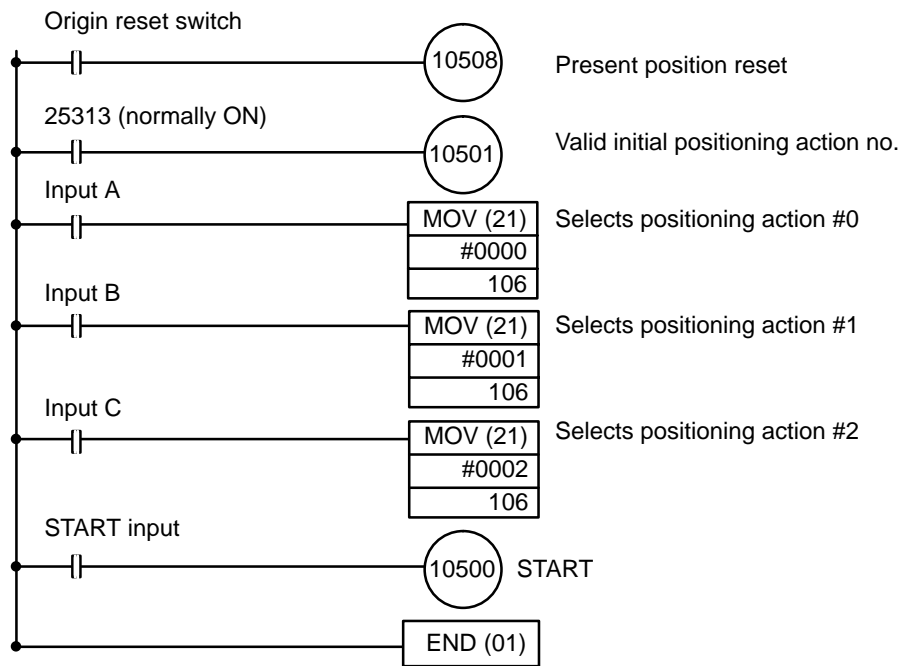 Origin reset switch
10508
Present position reset
25313 (normally ON)
10501
Valid initial positioning action no.
Input A
MOV (21)
Selects positioning action #0
#0000
106
Input B
MOV (21)
Selects positioning action #1
#0001
106
Input C
MOV (21)
Selects positioning action #2
#0002
106
START input
10500
START
END (01)